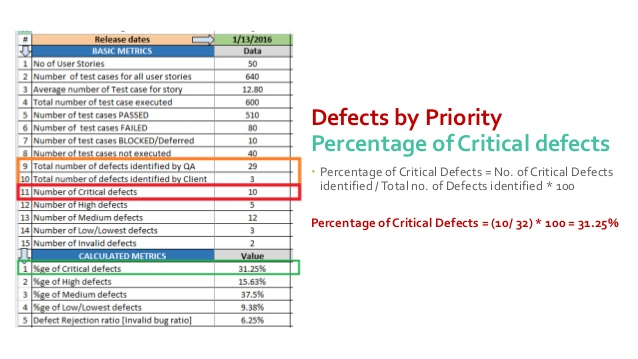 # Release dates 1/13/2016
BASIC METRICS Data
1 No of User Stories 50
2 Number of test cases for all user stories 640
3 Average number of Test case for story 12.80
4 Total number of test case executed 600
5 Number of test cases PASSED 510
6 Number of test cases FAILED 80
7 Number of test cases BLOCKED/Deferred 10
8 Number of test cases not executed 40
9 Total number of defects identified by QA 29
10 Total number of defects identified by Client 3
11 Number of Critical defects 10
12 Number of High defects 5
13 Number of Medium defects 12
14 Number of Low/Lowest defects 3
15 Number of Invalid defects 2
CALCULATED METRICS Value
1 %ge of Critical defects 31.25%
2 %ge of High defects 15.63%
3 %ge of Medium defects 37.5%
4 %ge of Low/Lowest defects 9.38%
5 Defect Rejection ratio [Invalid bug ratio] 6.25%
Defects by Priority
Percentage of Critical defects
• Percentage of Critical Defects = No. of Critical Defects
identified / Total no. of Defects identified * 100
Percentage of Critical Defects = (10/ 32) * 100 = 31.25%